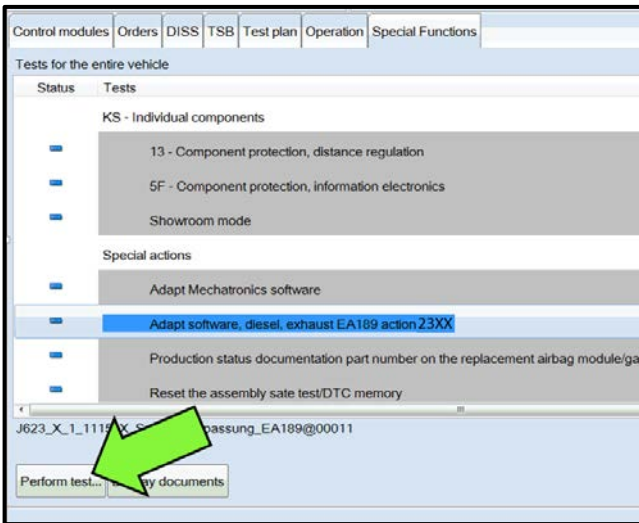 Control modules Orders DISS TSB Test plan Operation Special Functions
Tests for the entire vehicle
Status Tests
KS - Individual components
13 - Component protection, distance regulation
5F - Component protection, information electronics
Showroom mode
Special actions
Adapt Mechatronics software
Adapt software, diesel, exhaust EA189 action 23XX
Production status documentation part number on the replacement airbag module/ga
Reset the assembly sate test/DTC memory
passung_EA189@00011
Perform test... documents